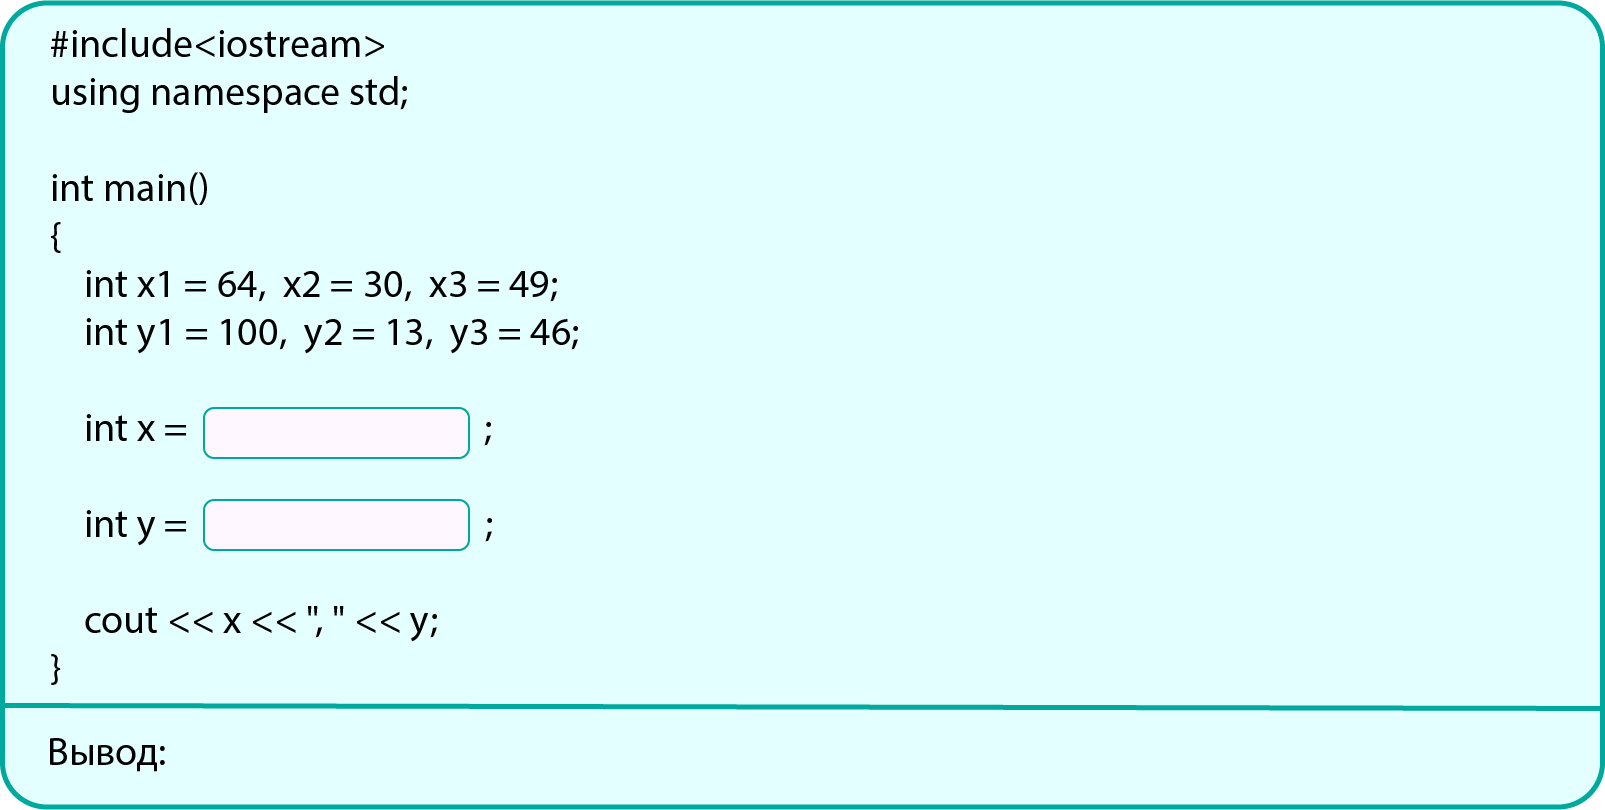 #include<iostream>
using namespace std;
int main()
{
int x1 = 64, x2 = 30, x3 = 49;
int y1 = 100, y2 = 13, y3 = 46;
int x = ;
int y = ;
cout << x << ", " << y;
}
Вывод: